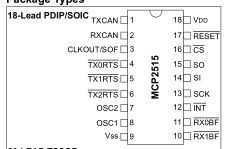 Package Types
18-Lead PDIP/SOIC
TXCAN 1 18 VDD
RXCAN 2 17 RESET
CLKOUT/SOF 3 16 CS
TX0RTS 4 15 SO
TX1RTS 5 14 SI
TX2RTS 6 13 SCK
OSC2 7 12 INT
OSC1 8 11 RX0BF
Vss 9 10 RX1BF
MCP2515